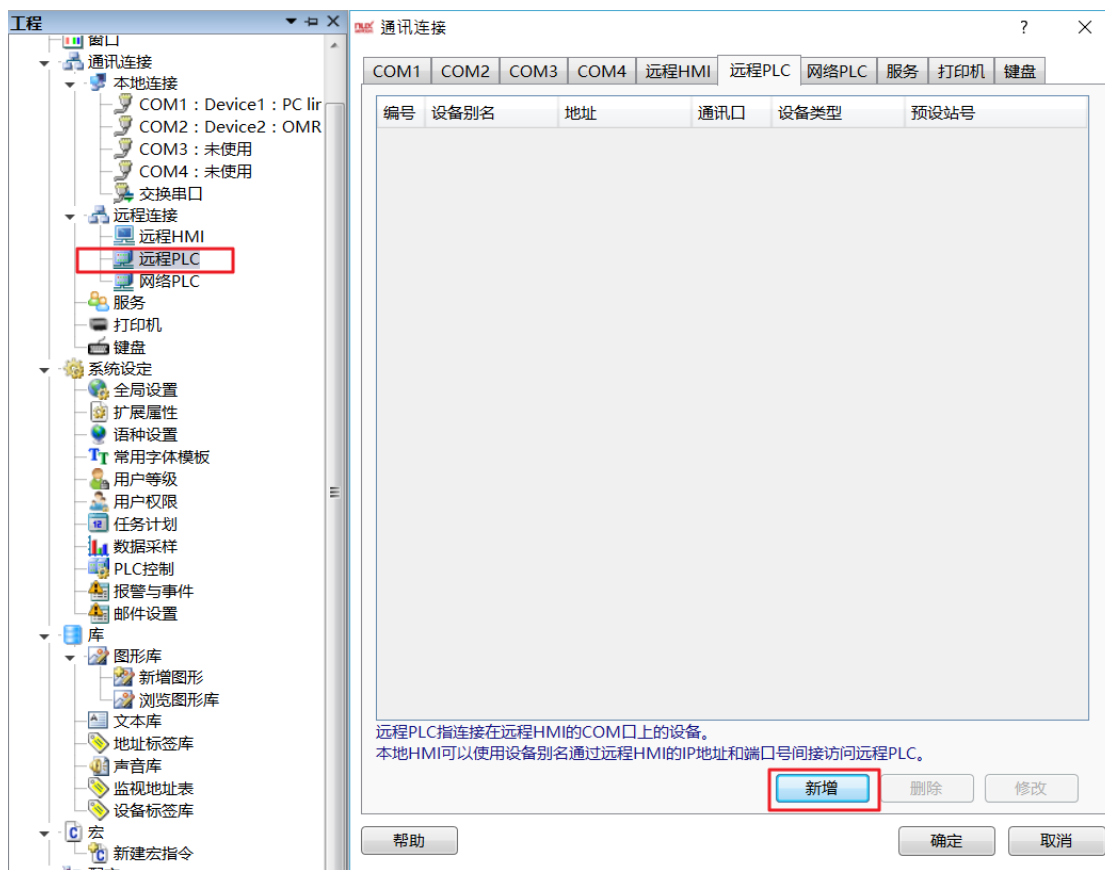 工程
窗口
通讯连接
本地连接
COM1：Device1：PC lir
COM2：Device2：OMR
COM3：未使用
COM4：未使用
交换串口
远程连接
远程HMI
远程PLC
网络PLC
服务
打印机
键盘
系统设定
全局设置
扩展属性
语种设置
常用字体模板
用户等级
用户权限
任务计划
数据采样
PLC控制
报警与事件
邮件设置
库
图形库
新增图形
浏览图形库
文本库
地址标签库
声音库
监视地址表
设备标签库
宏
新建宏指令
通讯连接
?
COM1 COM2 COM3 COM4 远程HMI 远程PLC 网络PLC 服务 打印机 键盘
编号 设备别名 地址 通讯口 设备类型 预设站号
远程PLC指连接在远程HMI的COM口上的设备。
本地HMI可以使用设备别名通过远程HMI的IP地址和端口号间接访问远程PLC。
新增 删除 修改
帮助 确定 取消